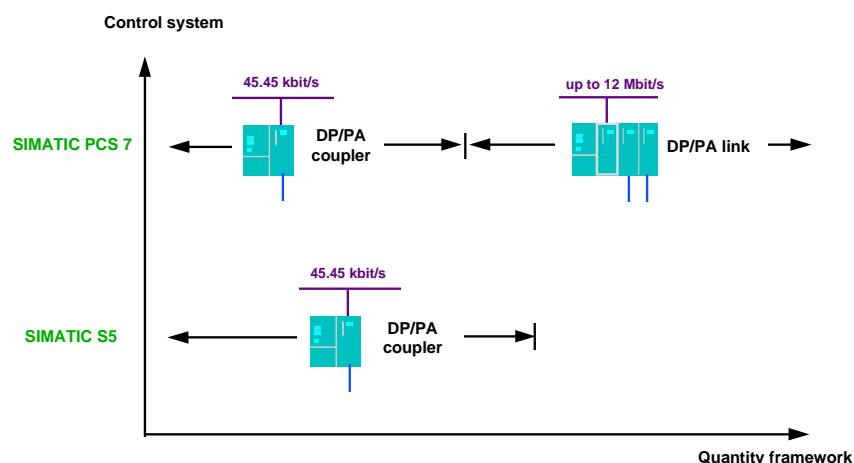 Control system
45.45 kbit/s
up to 12 Mbit/s
SIMATIC PCS 7
DP/PA
coupler
DP/PA link
45.45 kbit/s
SIMATIC S5
DP/PA
coupler
Quantity framework